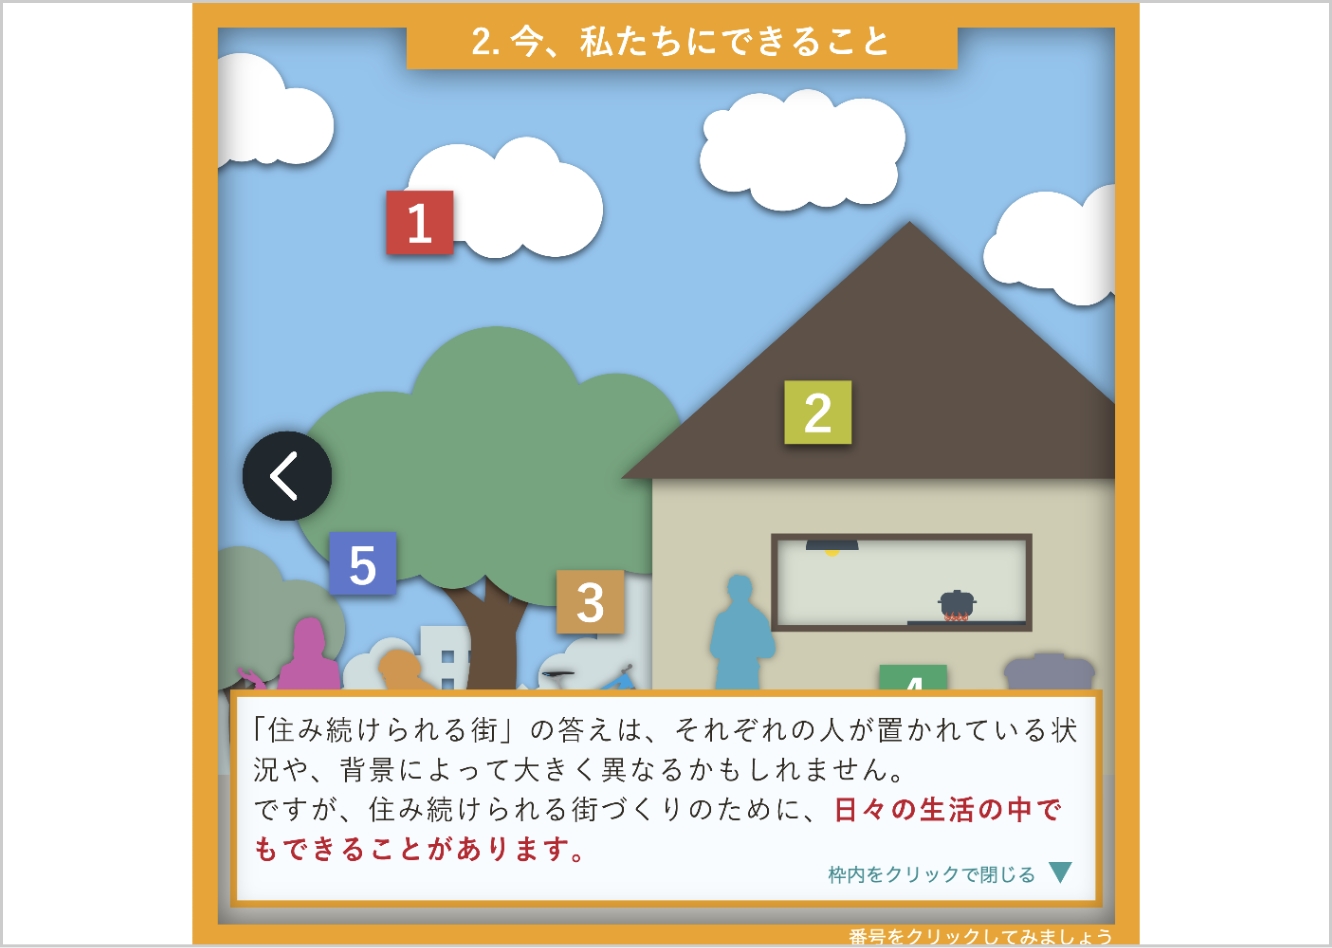 2. 今、私たちにできること
1
2
5
3
4
「住み続けられる街」の答えは、それぞれの人が置かれている状
況や、背景によって大きく異なるかもしれません。
ですが、住み続けられる街づくりのために、日々の生活の中で
もできることがあります。
枠内をクリックで閉じる ▼
番号をクリックしてみましょう